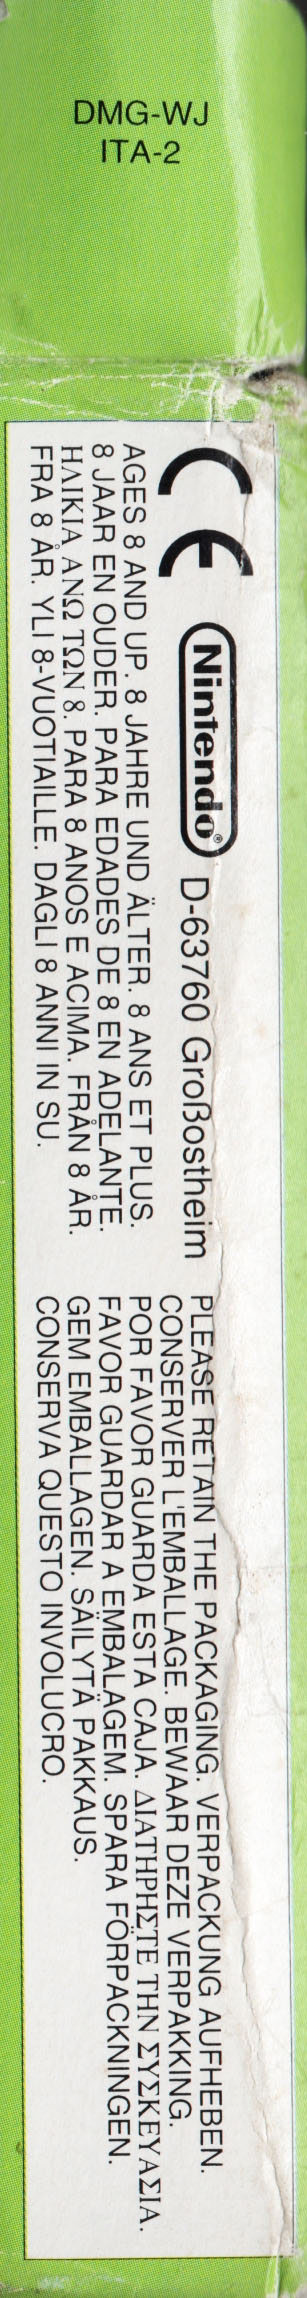 DMG-WJ
ITA-2
CE Nintendo® D-63760 Großostheim
AGES 8 AND UP. 8 JAHRE UND ÄLTER. 8 ANS ET PLUS.
8 JAAR EN OUDER. PARA EDADES DE 8 EN ADELANTE.
ΗΛΙΚΙΑ ΑΝΩ ΤΩΝ 8. PARA 8 ANOS E ACIMA. FRÅN 8 ÅR.
FRA 8 ÅR. YLI 8-VUOTIAILLE. DAGLI 8 ANNI IN SU.
PLEASE RETAIN THE PACKAGING. VERPACKUNG AUFHEBEN.
CONSERVER L'EMBALLAGE. BEWAAR DEZE VERPAKKING.
POR FAVOR GUARDA ESTA CAJA. ΔΙΑΤΗΡΗΣΤΕ ΤΗΝ ΣΥΣΚΕΥΑΣΙΑ.
FAVOR GUARDAR A EMBALAGEM. SPARA FÖRPACKNINGEN.
GEM EMBALLAGEN. SÄILYTÄ PAKKAUS.
CONSERVA QUESTO INVOLUCRO.